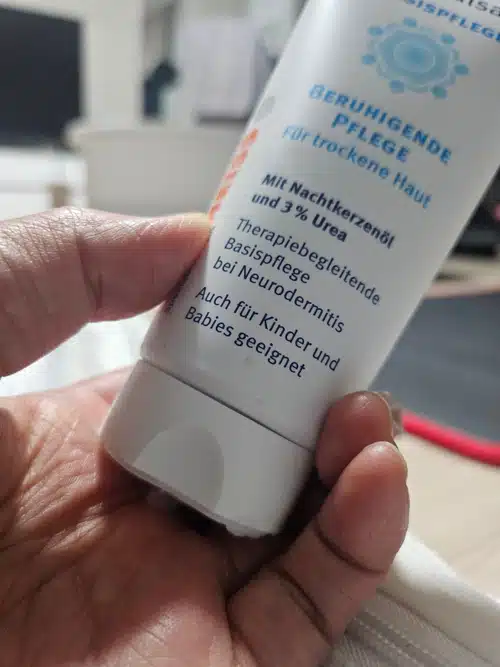 BASISPFLEGE
BERUHIGENDE
PFLEGE
Für trockene Haut
Mit Nachtkerzenöl
und 3 % Urea
Therapiebegleitende
Basispflege
bei Neurodermitis
Auch für Kinder und
Babies geeignet